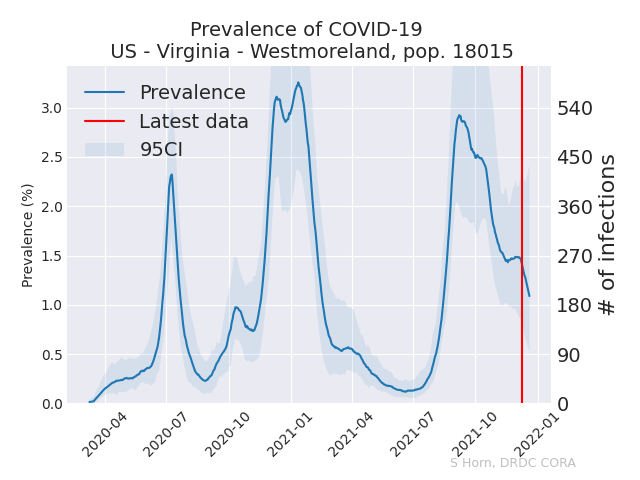 Prevalence of COVID-19
US - Virginia - Westmoreland, pop. 18015
Prevalence
Latest data
95CI
Prevalence (%)
3.0
2.5
2.0
1.5
1.0
0.5
0.0
540
450
360
270
180
90
0
# of infections
2020-04
2020-07
2020-10
2021-01
2021-04
2021-07
2021-10
2022-01
S Horn, DRDC CORA